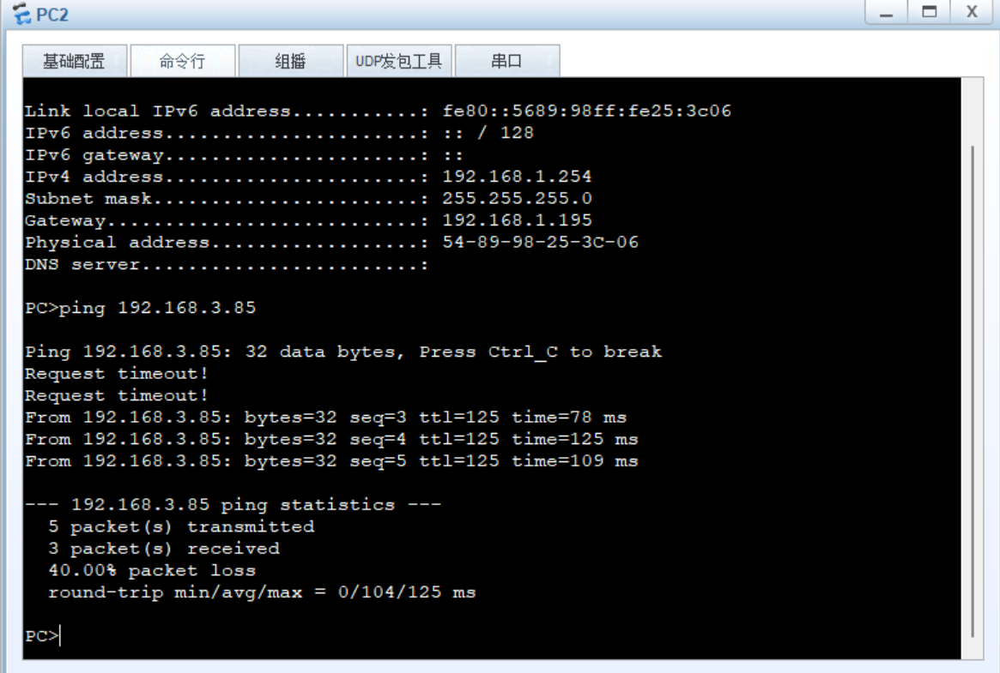 PC2
基础配置 命令行 组播 UDP发包工具 串口
Link local IPv6 address...........: fe80::5689:98ff:fe25:3c06
IPv6 address......................: :: / 128
IPv6 gateway......................: ::
IPv4 address......................: 192.168.1.254
Subnet mask.......................: 255.255.255.0
Gateway...........................: 192.168.1.195
Physical address..................: 54-89-98-25-3C-06
DNS server........................:
PC>ping 192.168.3.85
Ping 192.168.3.85: 32 data bytes, Press Ctrl_C to break
Request timeout!
Request timeout!
From 192.168.3.85: bytes=32 seq=3 ttl=125 time=78 ms
From 192.168.3.85: bytes=32 seq=4 ttl=125 time=125 ms
From 192.168.3.85: bytes=32 seq=5 ttl=125 time=109 ms
--- 192.168.3.85 ping statistics ---
5 packet(s) transmitted
3 packet(s) received
40.00% packet loss
round-trip min/avg/max = 0/104/125 ms
PC>